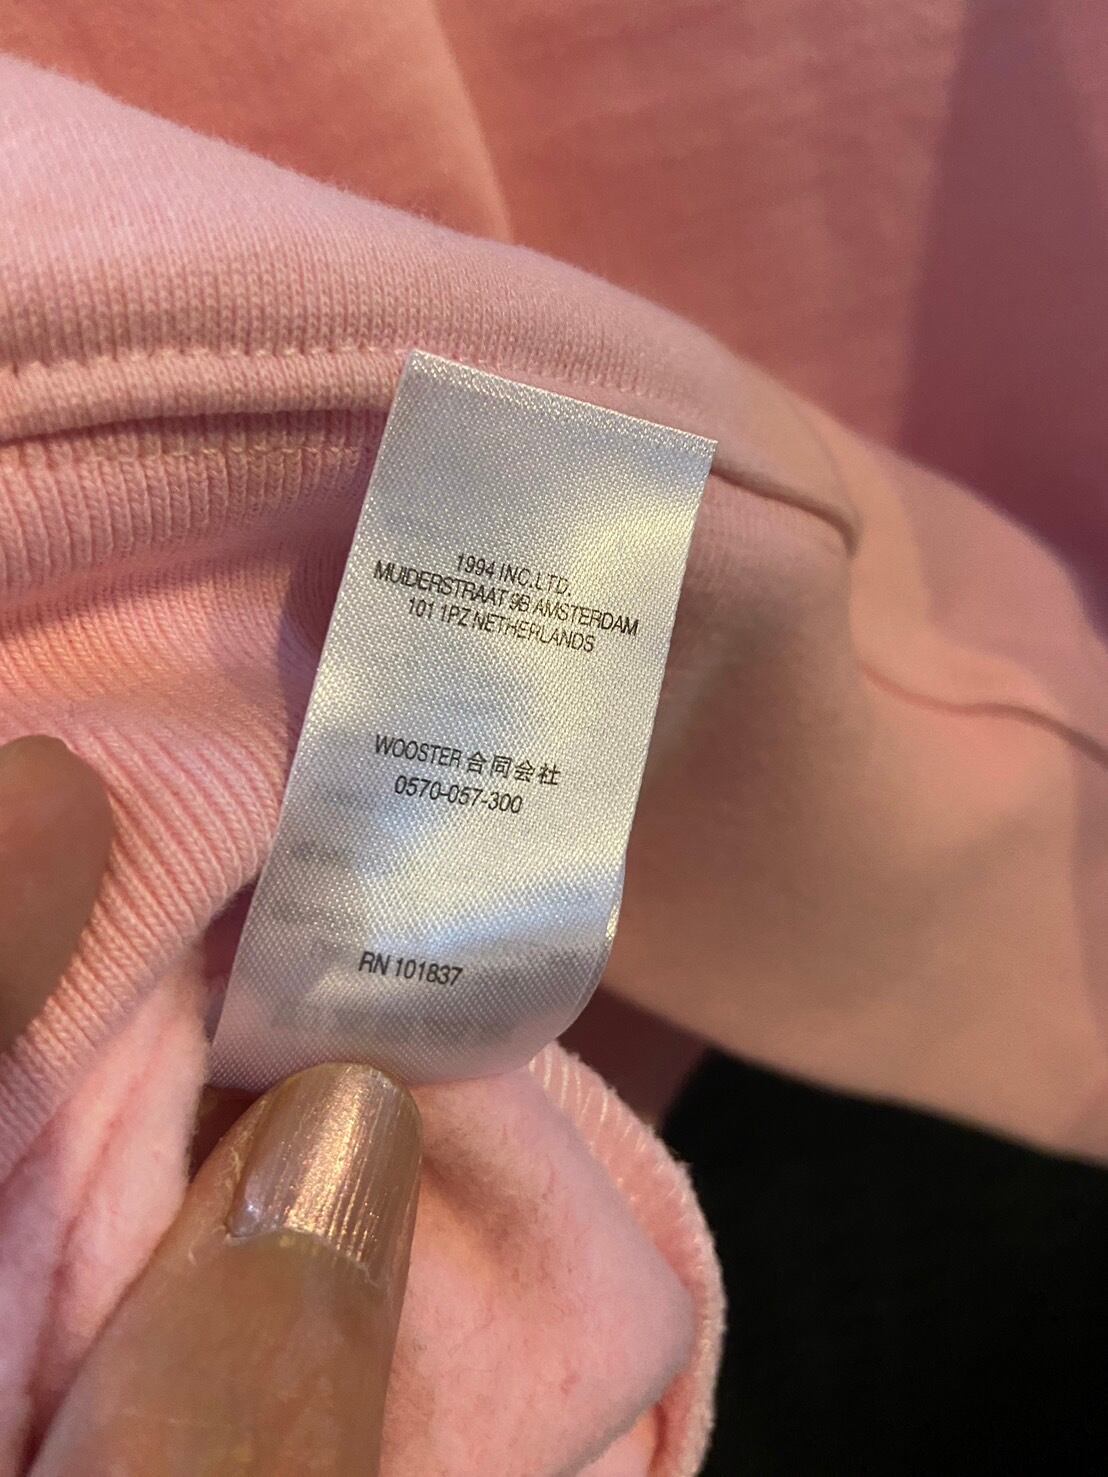 1994 INC.LTD.
MUIDERSTRAAT 9B AMSTERDAM
1011PZ NETHERLANDS
WOOSTER合同会社
0570-057-300
RN 101837